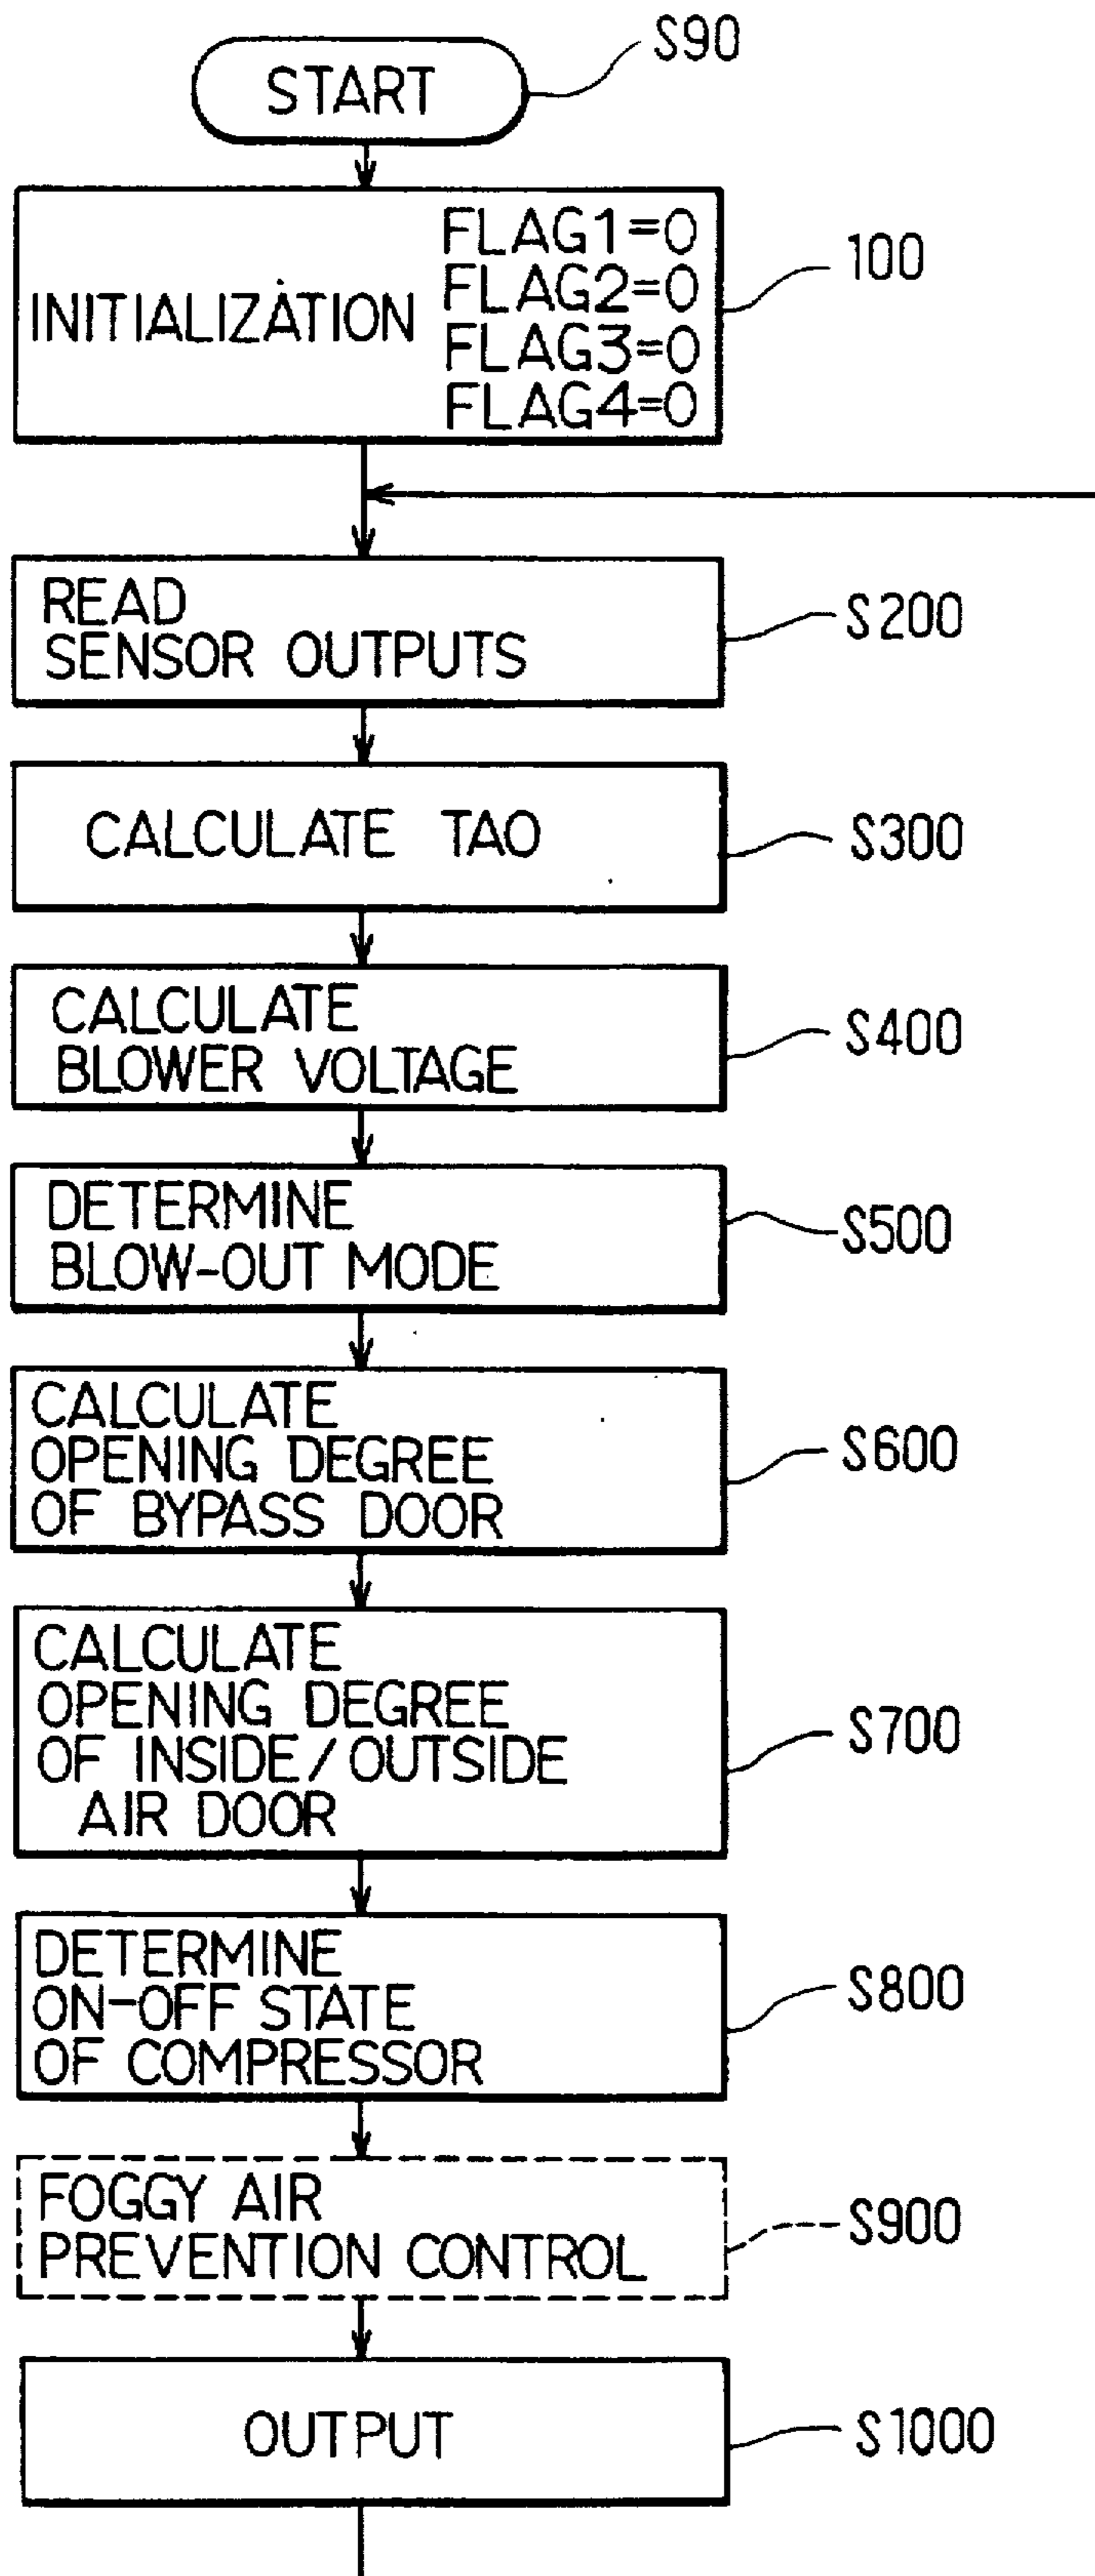 START
S90
INITIALIZATION
FLAG1=0
FLAG2=0
FLAG3=0
FLAG4=0
100
READ
SENSOR OUTPUTS
S200
CALCULATE TAO
S300
CALCULATE
BLOWER VOLTAGE
S400
DETERMINE
BLOW-OUT MODE
S500
CALCULATE
OPENING DEGREE
OF BYPASS DOOR
S600
CALCULATE
OPENING DEGREE
OF INSIDE/OUTSIDE
AIR DOOR
S700
DETERMINE
ON-OFF STATE
OF COMPRESSOR
S800
FOGGY AIR
PREVENTION CONTROL
S900
OUTPUT
S1000